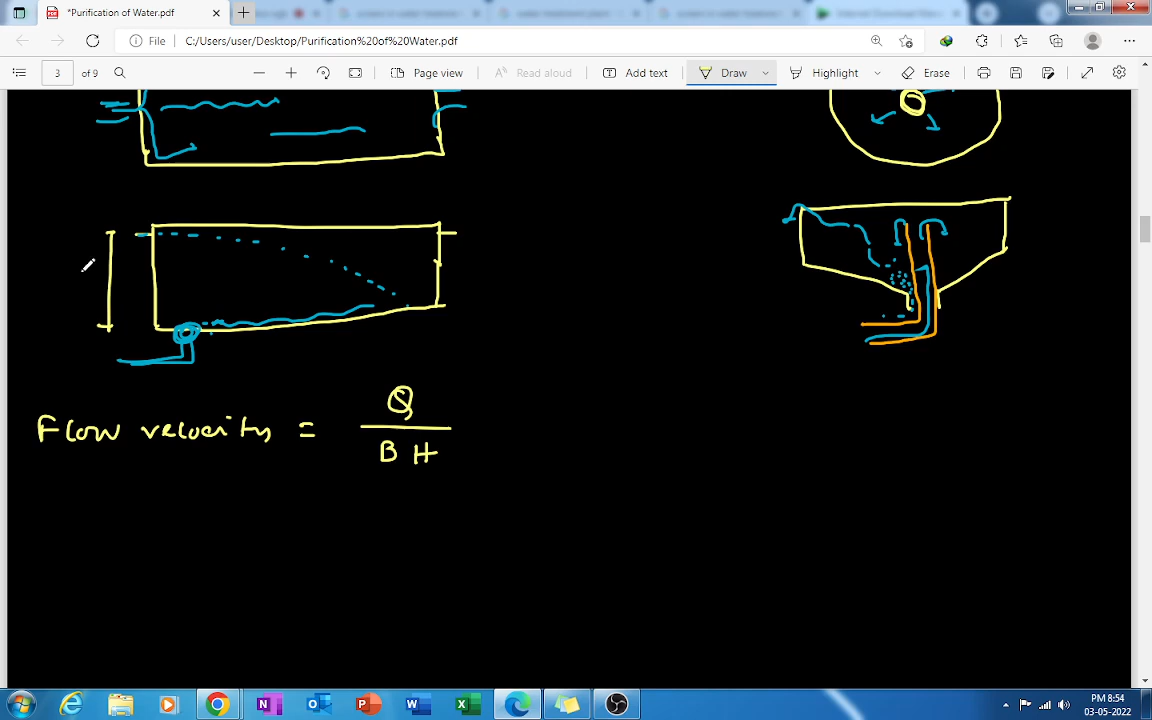 *Purification of Water.pdf
File C:/Users/user/Desktop/Purification%20of%20Water.pdf
3 of 9 Page view Read aloud Add text Draw Highlight Erase
Flow velocity = Q
B H
PM 8:54
03-05-2022